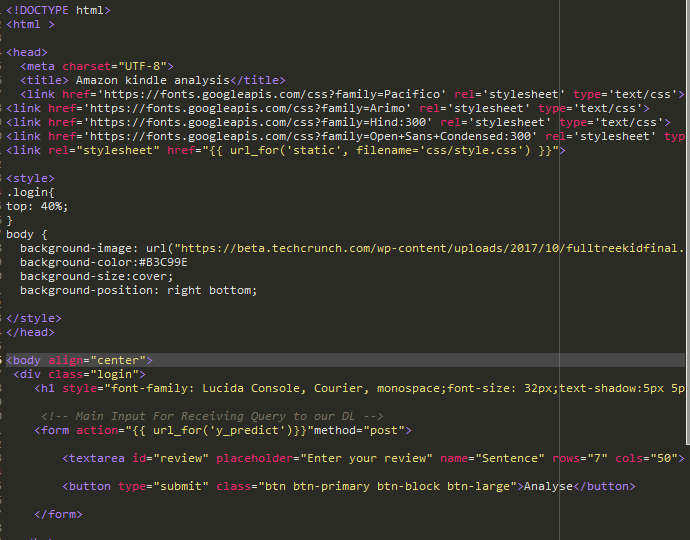 <!DOCTYPE html>
<html >
<head>
<meta charset="UTF-8">
<title> Amazon kindle analysis</title>
<link href='https://fonts.googleapis.com/css?family=Pacifico' rel='stylesheet' type='text/css'>
<link href='https://fonts.googleapis.com/css?family=Arimo' rel='stylesheet' type='text/css'>
<link href='https://fonts.googleapis.com/css?family=Hind:300' rel='stylesheet' type='text/css'>
<link href='https://fonts.googleapis.com/css?family=Open+Sans+Condensed:300' rel='stylesheet' typ
<link rel="stylesheet" href="{{ url_for('static', filename='css/style.css') }}">
<style>
.login{
top: 40%;
}
body {
background-image: url("https://beta.techcrunch.com/wp-content/uploads/2017/10/fulltreekidfinal.
background-color:#B3C99E
background-size:cover;
background-position: right bottom;
</style>
</head>
<body align="center">
<div class="login">
<h1 style="font-family: Lucida Console, Courier, monospace;font-size: 32px;text-shadow:5px 5p
<!-- Main Input For Receiving Query to our DL -->
<form action="{{ url_for('y_predict')}}"method="post">
<textarea id="review" placeholder="Enter your review" name="Sentence" rows="7" cols="50">
<button type="submit" class="btn btn-primary btn-block btn-large">Analyse</button>
</form>